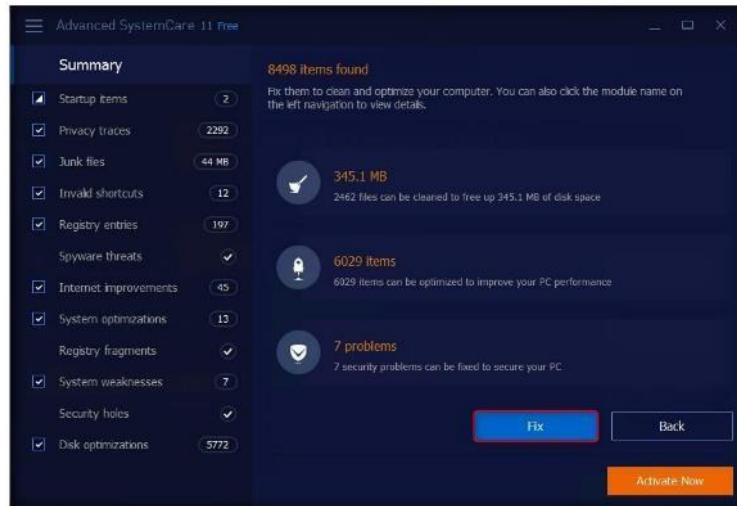 Advanced SystemCare 11 Free
Summary
Startup items 2
Privacy traces 2292
Junk files 44 MB
Invalid shortcuts 12
Registry entries 197
Spyware threats
Internet improvements 45
System optimizations 13
Registry fragments
System weaknesses 7
Security holes
Disk optimizations 5772
8498 items found
Fix them to clean and optimize your computer. You can also click the module name on
the left navigation to view details.
345.1 MB
2462 files can be cleaned to free up 345.1 MB of disk space
6029 items
6029 items can be optimized to improve your PC performance
7 problems
7 security problems can be fixed to secure your PC
Fix
Back
Activate Now